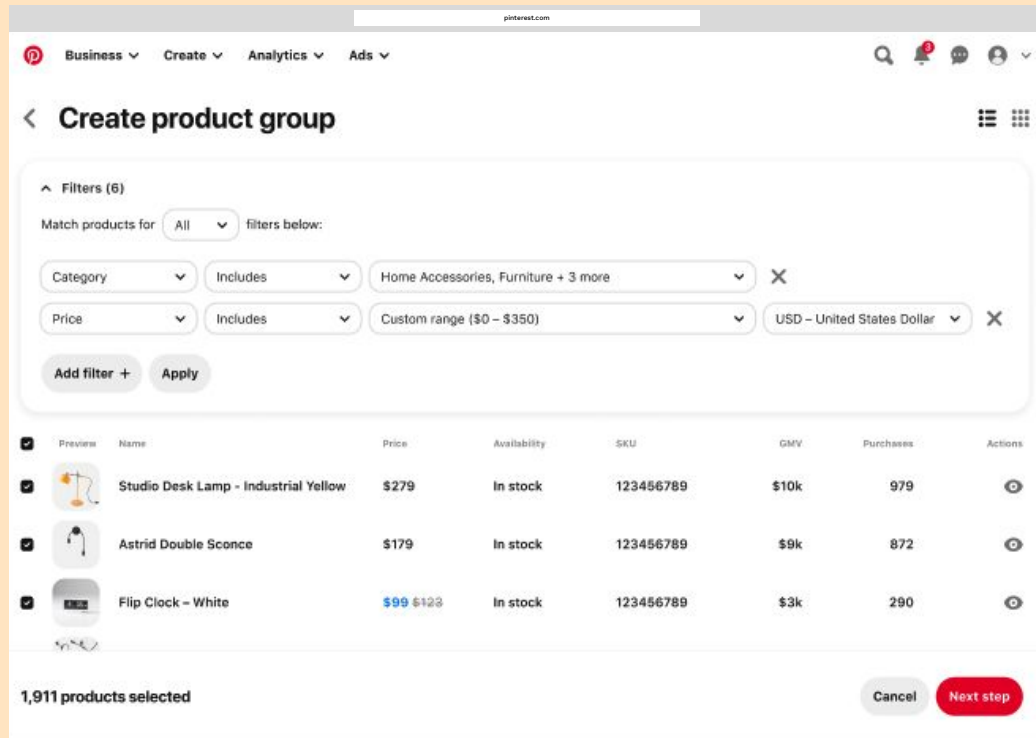 pinterest.com
Business Create Analytics Ads 3
Create product group
Filters (6)
Match products for All filters below:
Category Includes Home Accessories, Furniture + 3 more
Price Includes Custom range ($0 – $350) USD – United States Dollar
Add filter + Apply
Preview Name Price Availability SKU GMV Purchases Actions
Studio Desk Lamp - Industrial Yellow $279 In stock 123456789 $10k 979
Astrid Double Sconce $179 In stock 123456789 $9k 872
Flip Clock – White $99 $123 In stock 123456789 $3k 290
1,911 products selected Cancel Next step